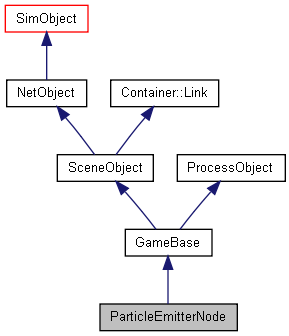 SimObject
NetObject
Container::Link
SceneObject
ProcessObject
GameBase
ParticleEmitterNode